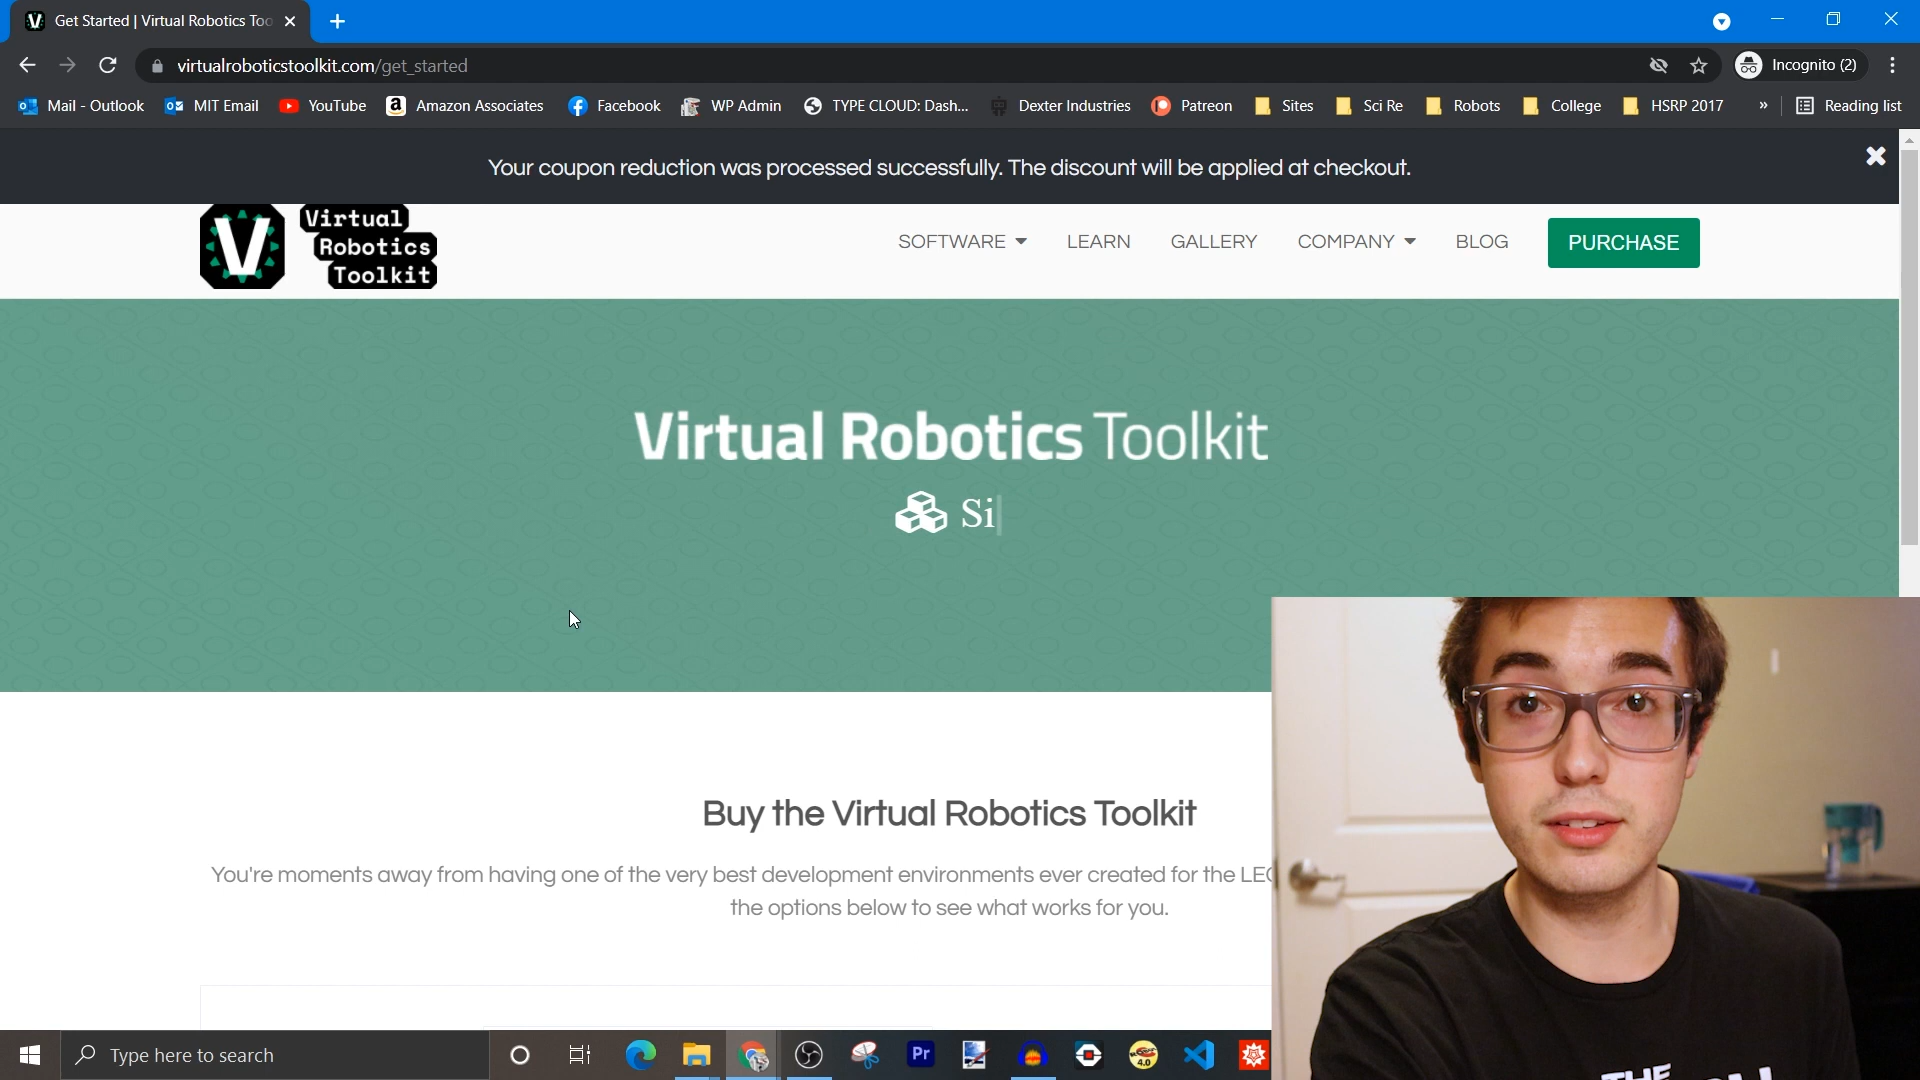 Get Started | Virtual Robotics Too
virtualroboticstoolkit.com/get_started
Incognito (2)
Mail - Outlook
MIT Email
YouTube
Amazon Associates
Facebook
WP Admin
TYPE CLOUD: Dash...
Dexter Industries
Patreon
Sites
Sci Re
Robots
College
HSRP 2017
»
Reading list
Your coupon reduction was processed successfully. The discount will be applied at checkout.
Virtual
Robotics
Toolkit
SOFTWARE
LEARN
GALLERY
COMPANY
BLOG
PURCHASE
Virtual Robotics Toolkit
Si
Buy the Virtual Robotics Toolkit
You're moments away from having one of the very best development environments ever created for the
the options below to see what works for you.
Type here to search
Pr
4.0
THE